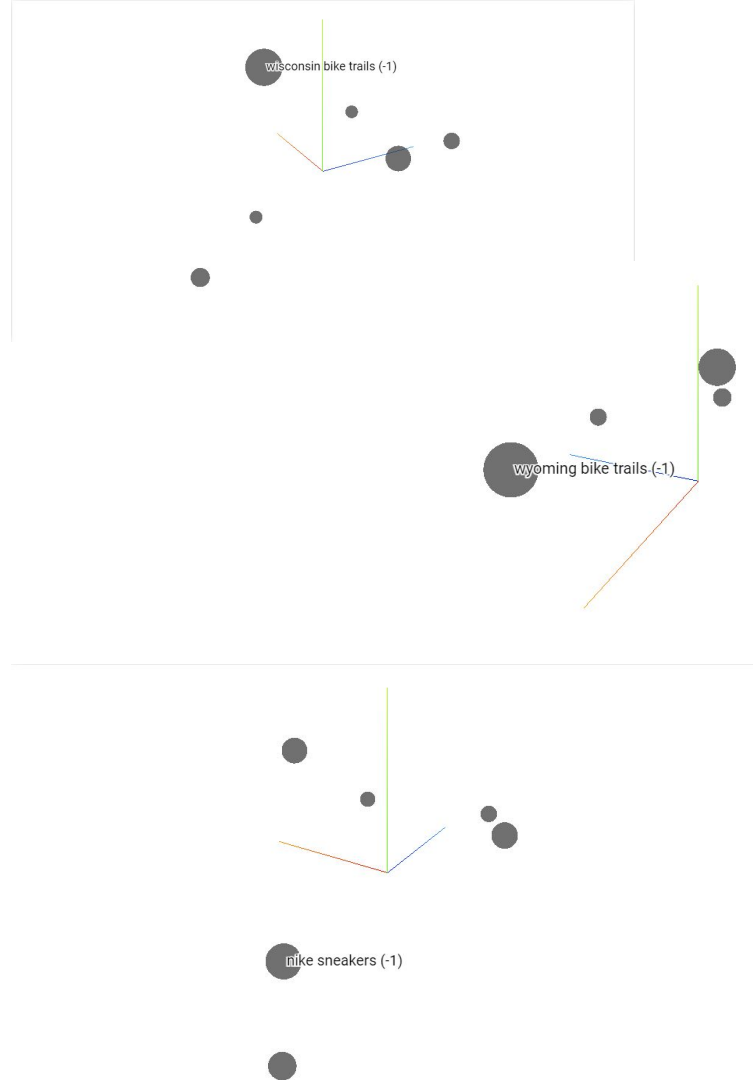 wisconsin bike trails (-1)
wyoming bike trails (-1)
nike sneakers (-1)